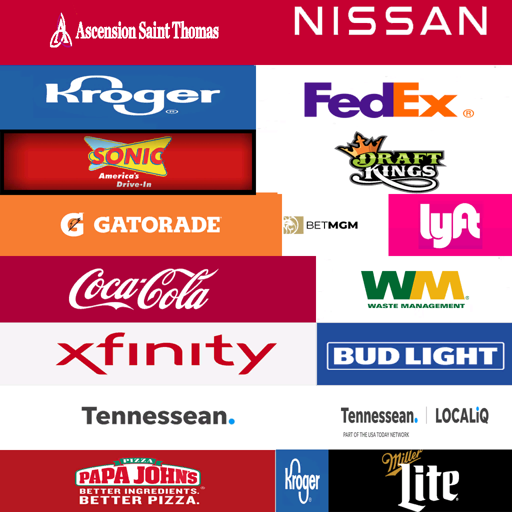 Ascension Saint Thomas
NISSAN
Kroger®
FedEx®
SONIC
America's
Drive-In
DRAFT
KINGS
G GATORADE
BETMGM
lyft
Coca-Cola
WM
WASTE MANAGEMENT
xfinity
BUD LIGHT
Tennessean.
Tennessean. | LOCALiQ
PART OF THE USA TODAY NETWORK
PIZZA
PAPA JOHNS
BETTER INGREDIENTS.
BETTER PIZZA.
Kroger
Miller
Lite